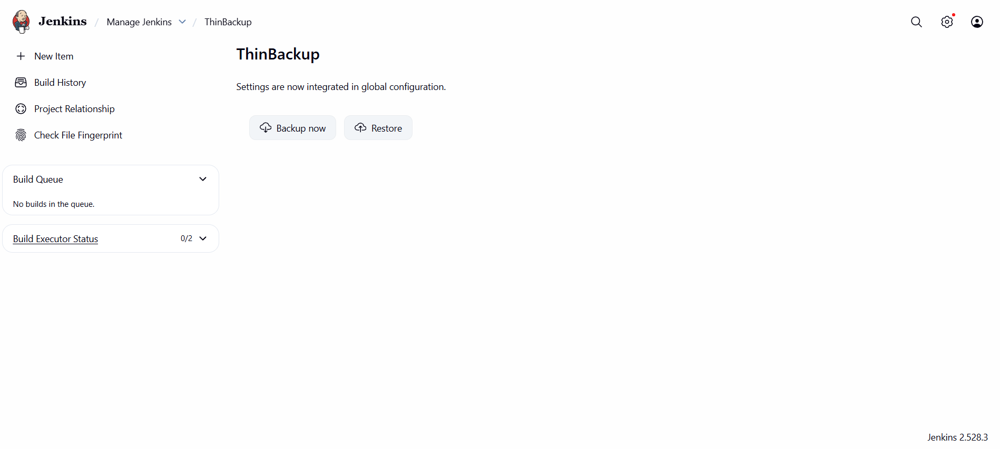 Jenkins / Manage Jenkins / ThinBackup
New Item
Build History
Project Relationship
Check File Fingerprint
Build Queue
No builds in the queue.
Build Executor Status 0/2
ThinBackup
Settings are now integrated in global configuration.
Backup now Restore
Jenkins 2.528.3